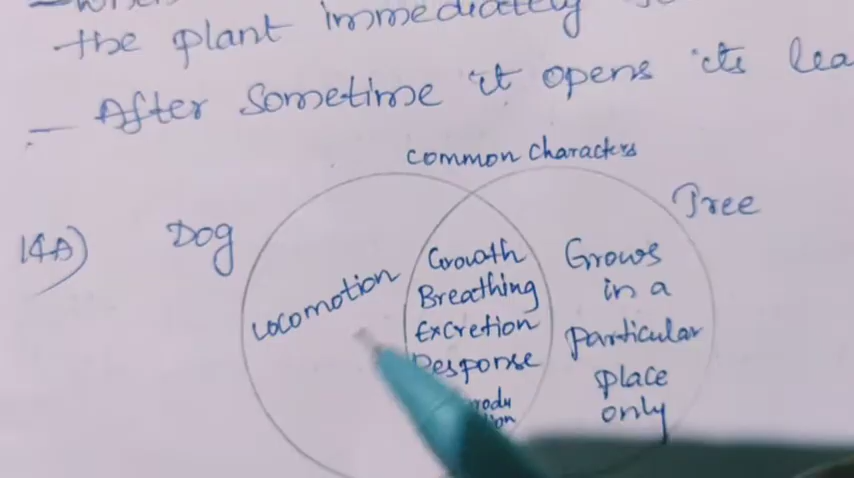 the plant immediately
- After sometime it opens its lea
common characters
14A)
Dog
Tree
Locomotion
Growth
Breathing
Excretion
Response
Grows
in a
particular
place
only